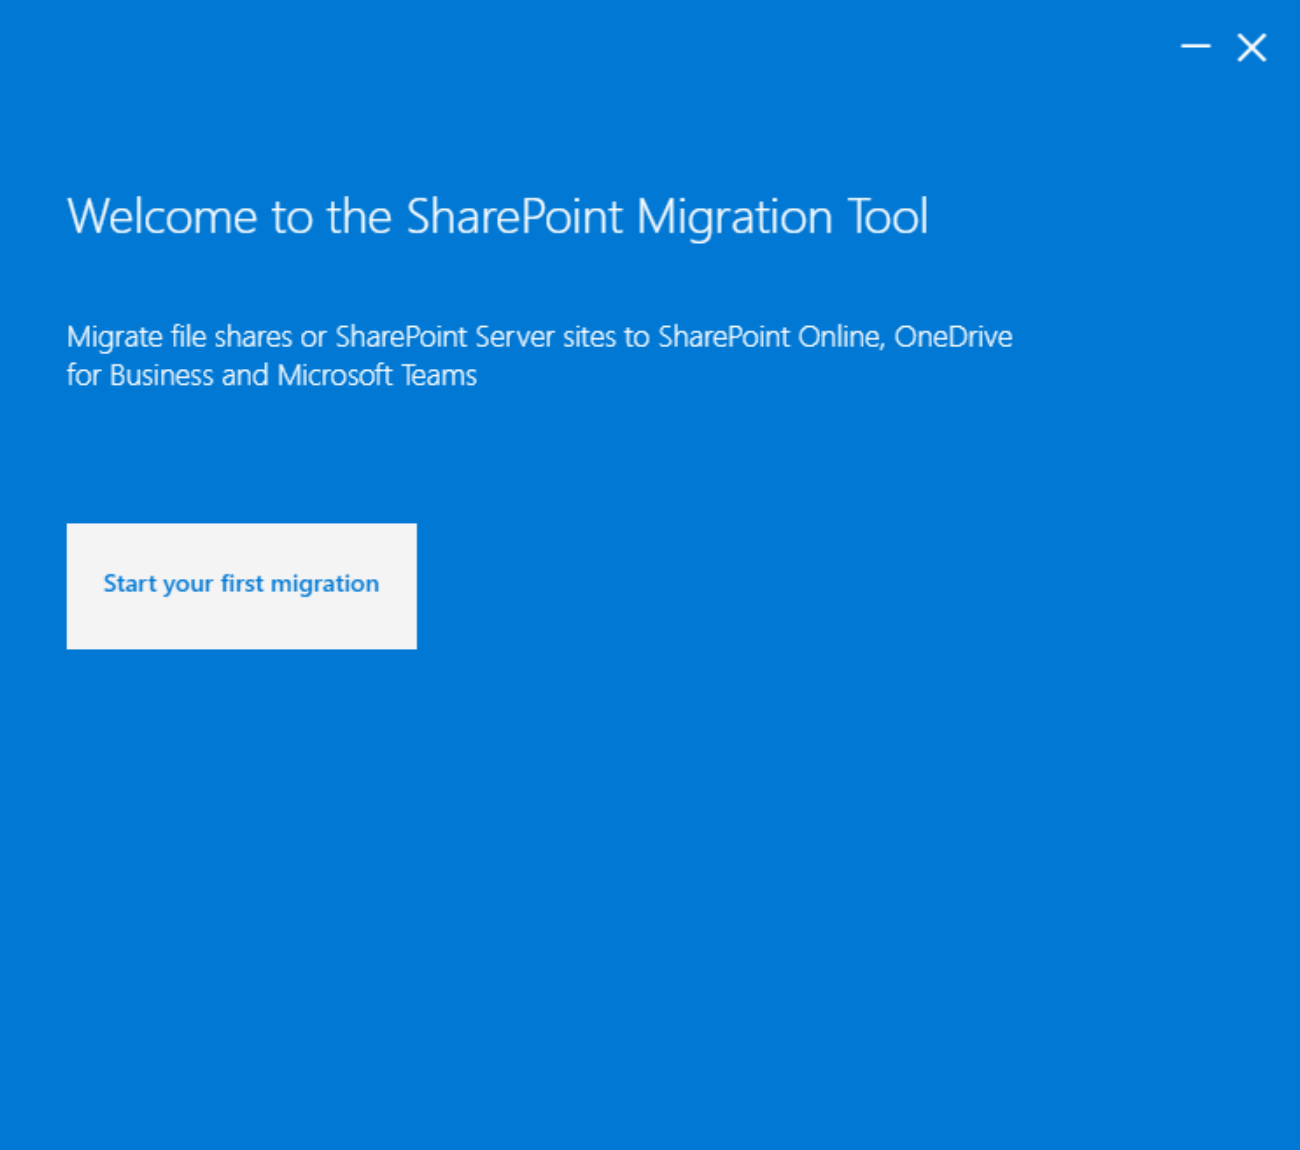 Welcome to the SharePoint Migration Tool
Migrate file shares or SharePoint Server sites to SharePoint Online, OneDrive
for Business and Microsoft Teams
Start your first migration